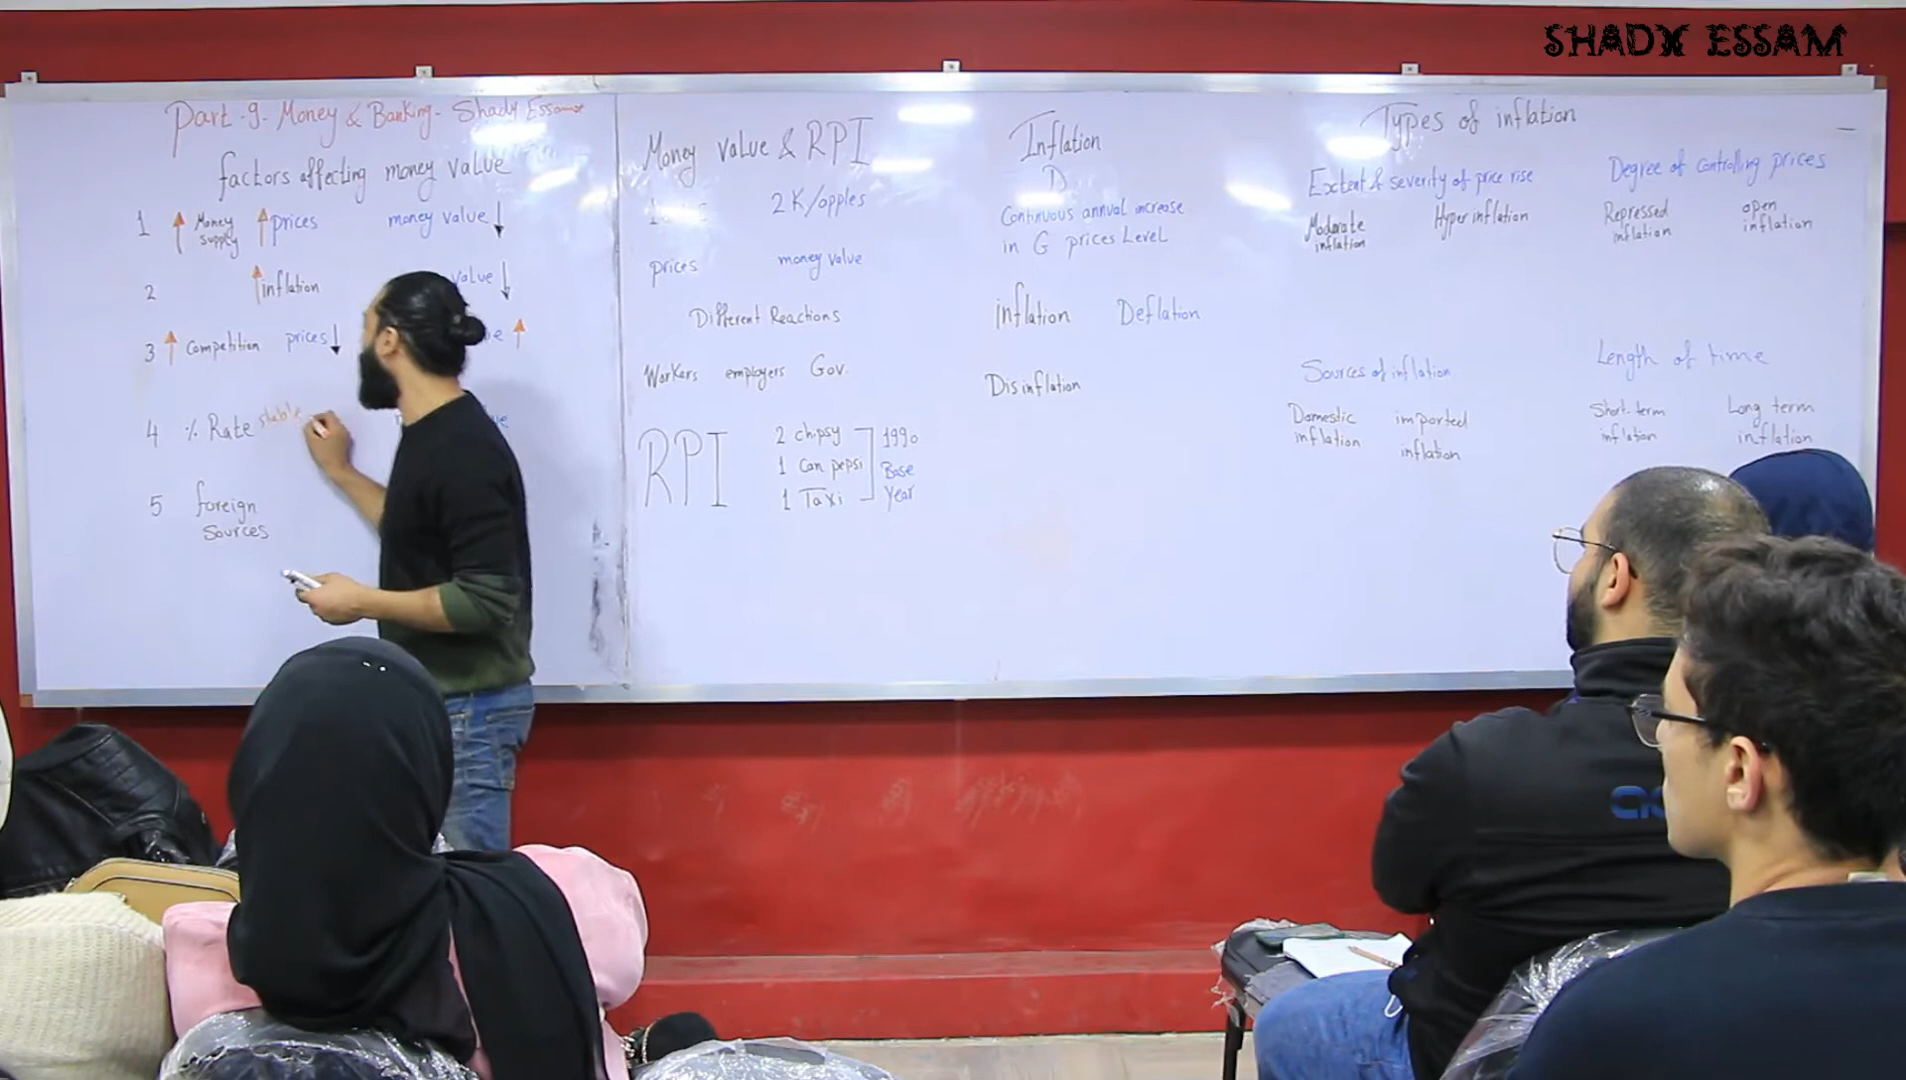 SHADY ESSAM
Part -9- Money & Banking - Shady Essam
factors affecting money value
1 Money supply prices money value
2 inflation value
3 Competition prices
4 % Rate stable
5 foreign
Sources
Money value & RPI
2 K/apples
prices money value
Different Reactions
Workers employers Gov.
RPI
2 chipsy
1 Can pepsi
1 Taxi
1990
Base
Year
Inflation
D
Continuous annual increase
in G prices Level
inflation Deflation
Disinflation
Types of inflation
Extent & severity of price rise
Moderate
inflation
Hyper inflation
Degree of controlling prices
Repressed
inflation
open
inflation
Sources of inflation
Domestic
inflation
imported
inflation
Length of time
Short term
inflation
Long term
inflation